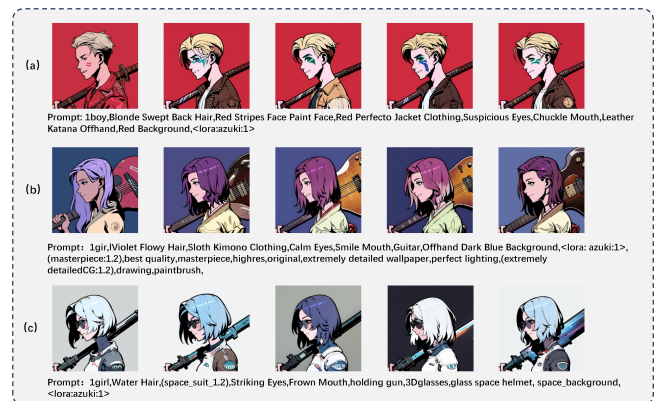 (a)
Prompt: 1boy,Blonde Swept Back Hair,Red Stripes Face Paint Face,Red Perfecto Jacket Clothing,Suspicious Eyes,Chuckle Mouth,Leather
Katana Offhand,Red Background,<lora:azuki:1>
(b)
Prompt: 1gir,lViolet Flowy Hair,Sloth Kimono Clothing,Calm Eyes,Smile Mouth,Guitar,Offhand Dark Blue Background,<lora: azuki:1>,
(masterpiece:1.2),best quality,masterpiece,highres,original,extremely detailed wallpaper,perfect lighting,(extremely
detailedCG:1.2),drawing,paintbrush,
(c)
Prompt: 1girl,Water Hair,(space_suit_1.2),Striking Eyes,Frown Mouth,holding gun,3Dglasses,glass space helmet, space_background,
<lora:azuki:1>